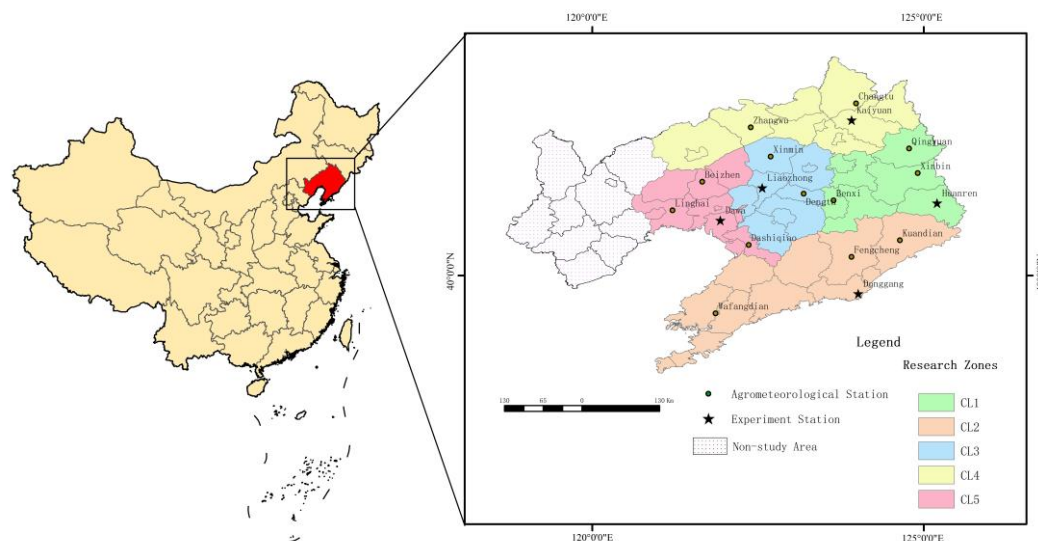 120°0'0"E
125°0'0"E
Changtu
Kaiyuan
Zhangwu
Qingyuan
Xinmin
Xinbin
Beizhen
Liaozhong
Benxi
Dengta
Huanren
Linghai
Dawa
Dashiqiao
Kuandian
Fengcheng
40°0'0"N
Donggang
Wafangdian
Legend
Research Zones
130 65 0 130 Km
Agrometeorological Station
Experiment Station
Non-study Area
CL1
CL2
CL3
CL4
CL5
120°0'0"E
125°0'0"E